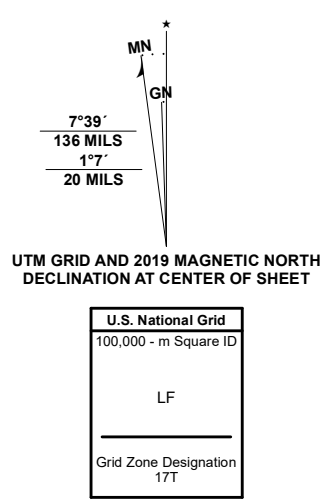 ★
MN
GN
7°39´
136 MILS
1°7´
20 MILS
UTM GRID AND 2019 MAGNETIC NORTH
DECLINATION AT CENTER OF SHEET
U.S. National Grid
100,000 - m Square ID
LF
Grid Zone Designation
17T